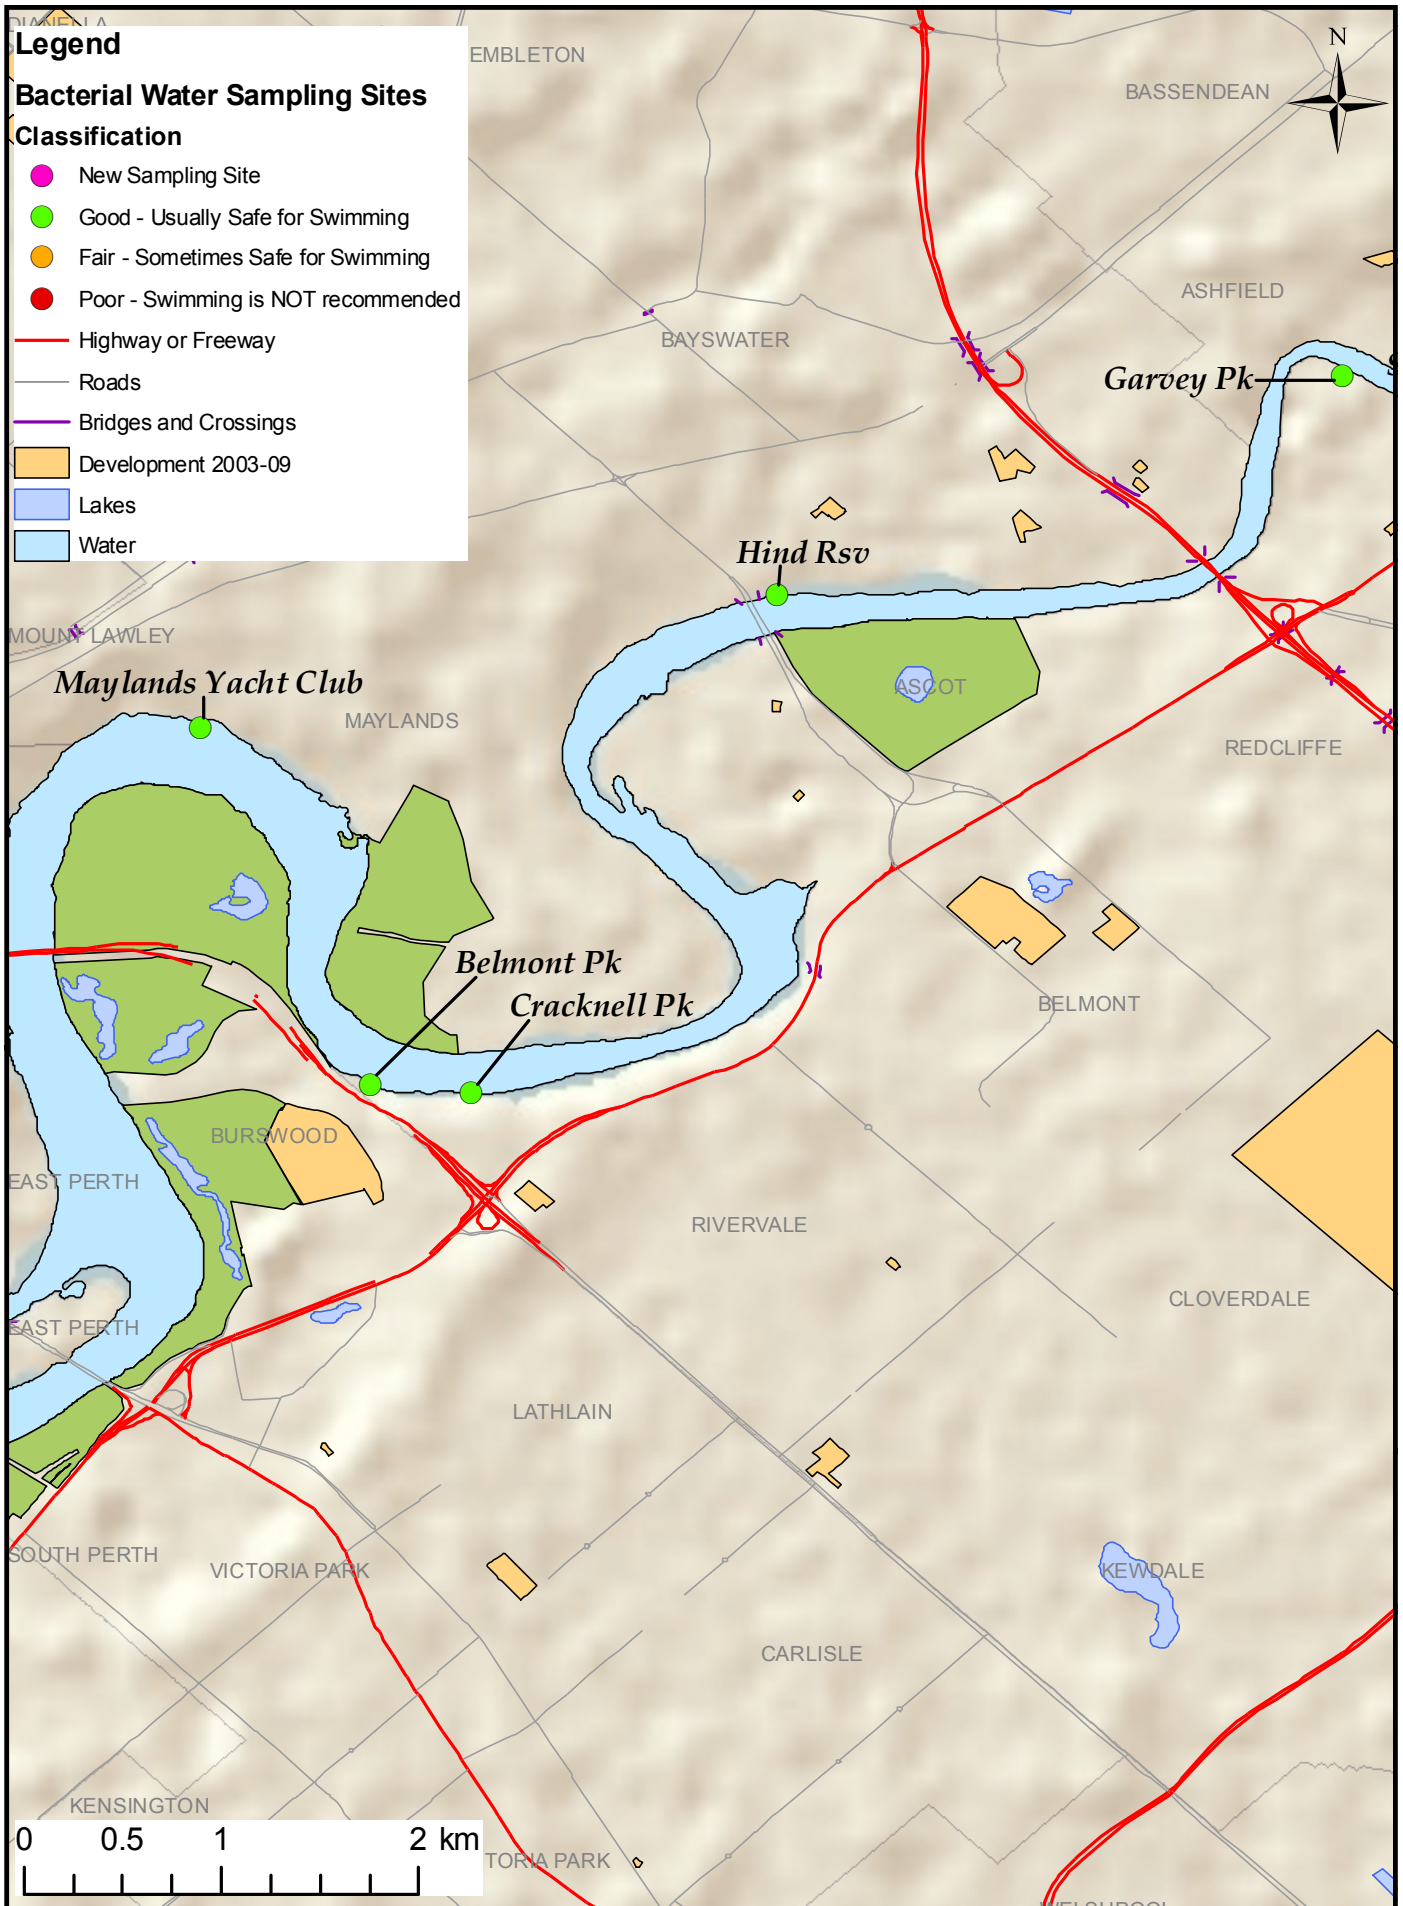 DIANELLA
Legend
Bacterial Water Sampling Sites
Classification
New Sampling Site
Good - Usually Safe for Swimming
Fair - Sometimes Safe for Swimming
Poor - Swimming is NOT recommended
Highway or Freeway
Roads
Bridges and Crossings
Development 2003-09
Lakes
Water
EMBLETON
N
BASSENDEAN
ASHFIELD
BAYSWATER
Garvey Pk
S
Hind Rsv
MOUNT LAWLEY
Maylands Yacht Club
MAYLANDS
ASCOT
REDCLIFFE
Belmont Pk
Cracknell Pk
BELMONT
BURSWOOD
EAST PERTH
RIVERVALE
CLOVERDALE
EAST PERTH
LATHLAIN
SOUTH PERTH
VICTORIA PARK
KEWDALE
CARLISLE
KENSINGTON
0 0.5 1 2 km
TORIA PARK
WELSHPOOL